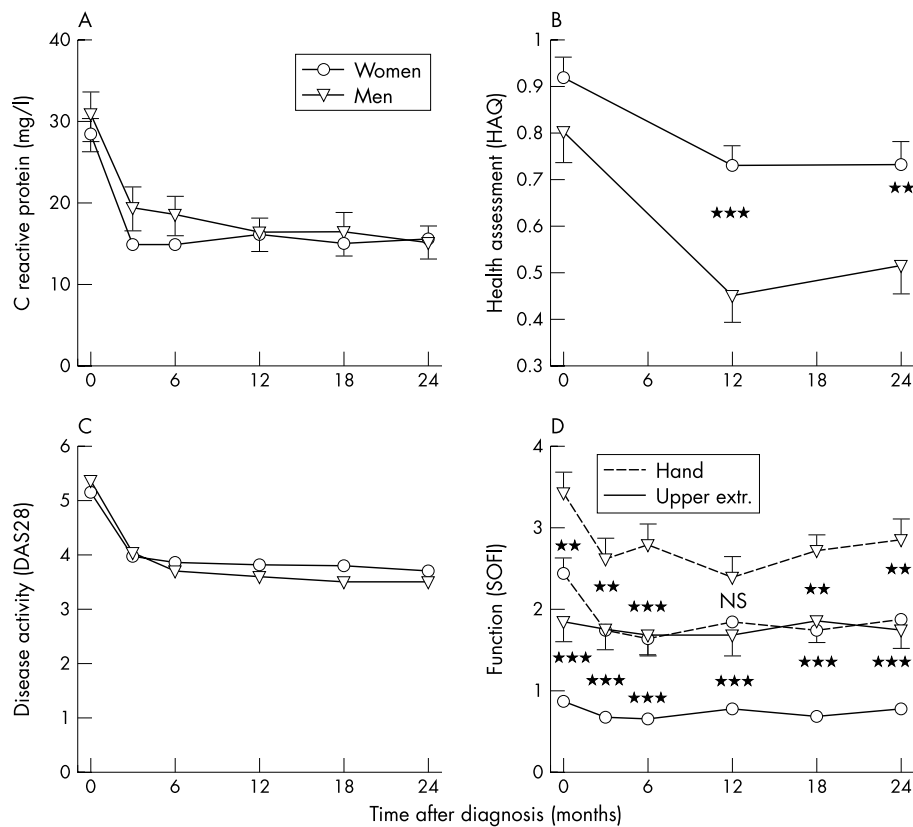 A
C reactive protein (mg/l)
40
30
20
10
0
0 6 12 18 24
Women
Men
B
Health assessment (HAQ)
1
0.9
0.8
0.7
0.6
0.5
0.4
0.3
0 6 12 18 24
★★★
★★
C
Disease activity (DAS28)
6
5
4
3
2
1
0
0 6 12 18 24
D
Function (SOFI)
4
3
2
1
0
0 6 12 18 24
Hand
Upper extr.
★★
★★
★★★
NS
★★
★★
★★★
★★★
★★★
★★★
★★★
★★★
Time after diagnosis (months)